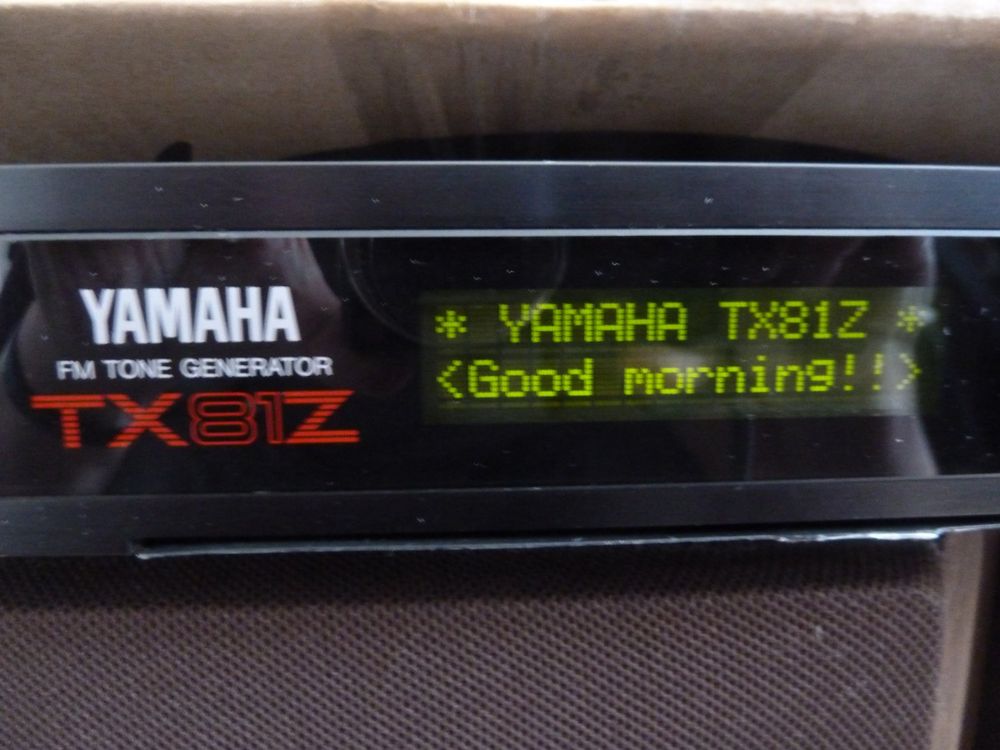 YAMAHA
FM TONE GENERATOR
TX81Z
* YAMAHA TX81Z *
<Good morning!!>